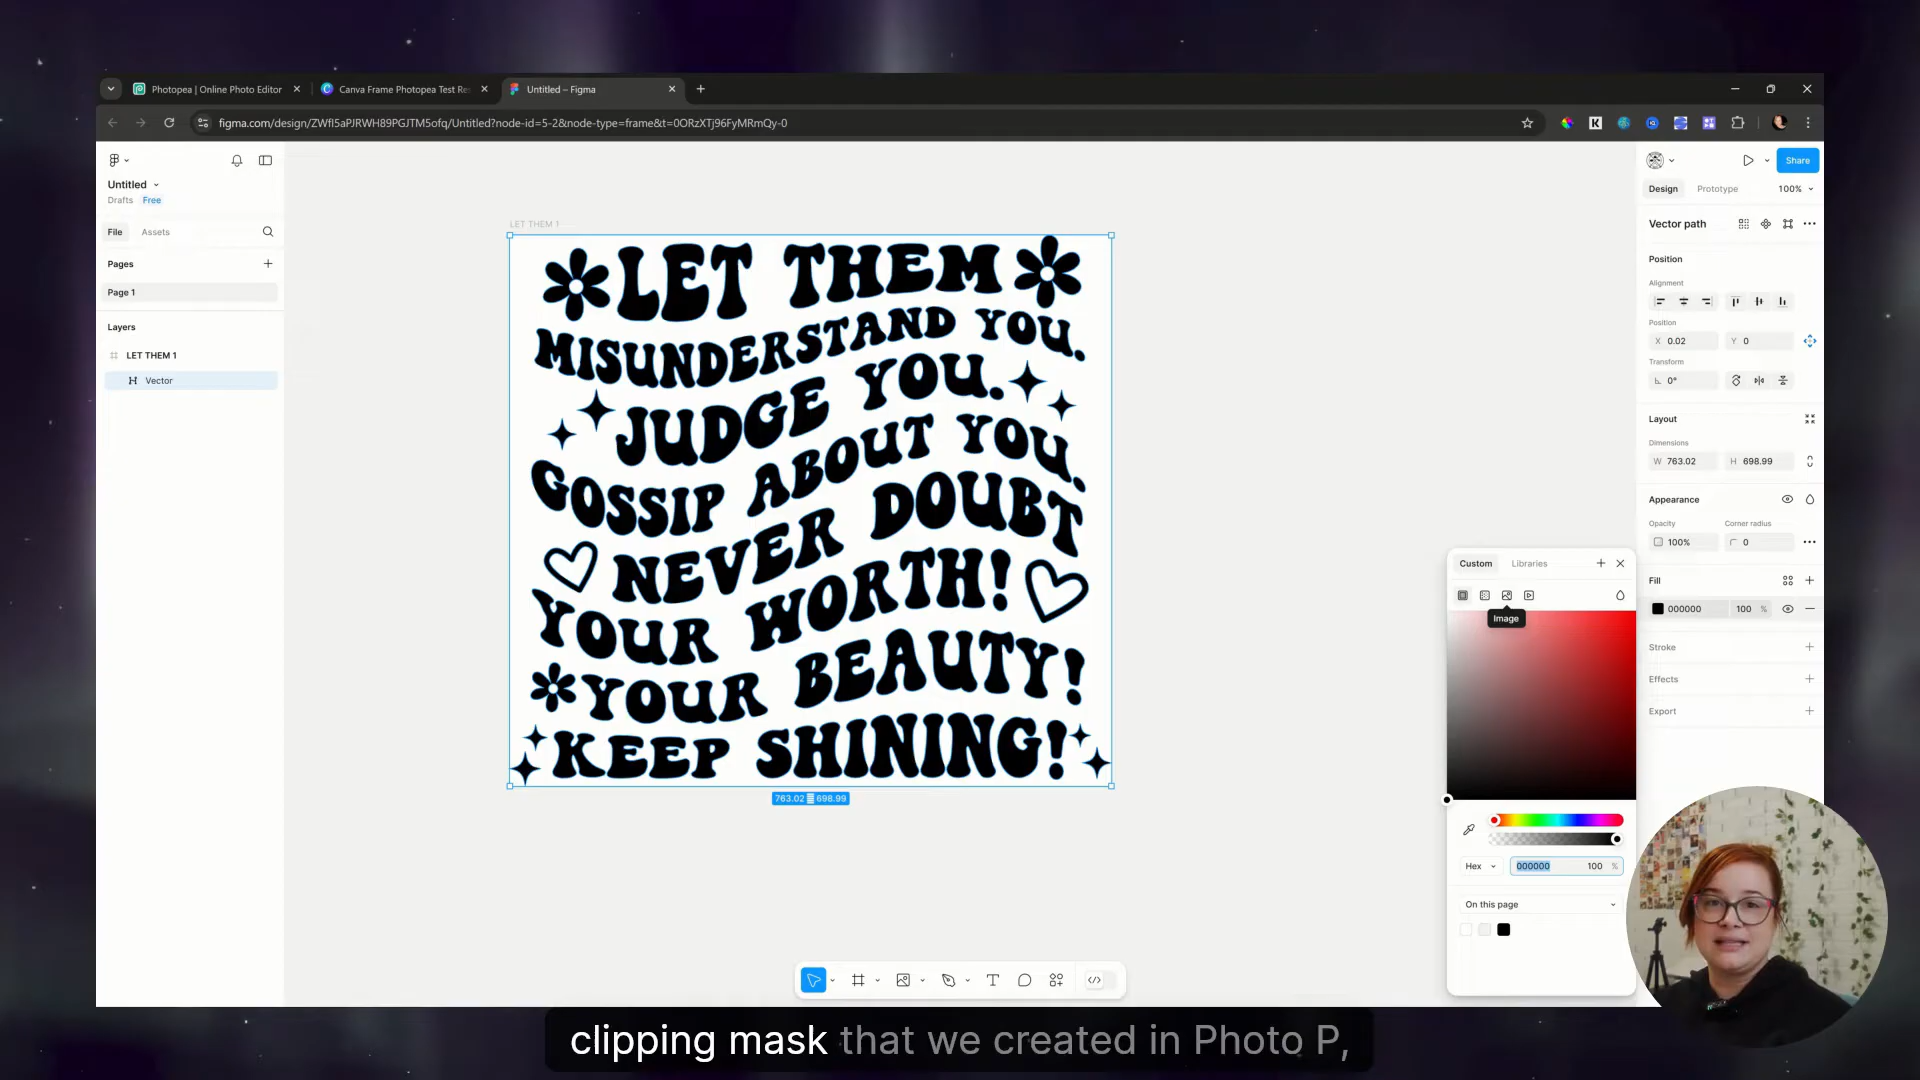 Photopea | Online Photo Editor
Canva Frame Photopea Test Re
Untitled – Figma
figma.com/design/ZWfI5aPJRWH89PGJTM5ofq/Untitled?node-id=5-2&node-type=frame&t=0ORzXTj96FyMRmQy-0
Untitled
Drafts Free
File Assets
Pages
Page 1
Layers
LET THEM 1
Vector
LET THEM 1
LET THEM
MISUNDERSTAND YOU.
JUDGE YOU.
GOSSIP ABOUT YOU.
NEVER DOUBT
YOUR WORTH!
YOUR BEAUTY!
KEEP SHINING!
763.02 698.99
Share
Design Prototype 100%
Vector path
Position
Alignment
Position
X 0.02 Y 0
Transform
0°
Layout
Dimensions
W 763.02 H 698.99
Appearance
Opacity Corner radius
100% 0
Fill
000000 100 %
Stroke
Effects
Export
Custom Libraries
Image
Hex 000000 100 %
On this page
clipping mask that we created in Photo P,